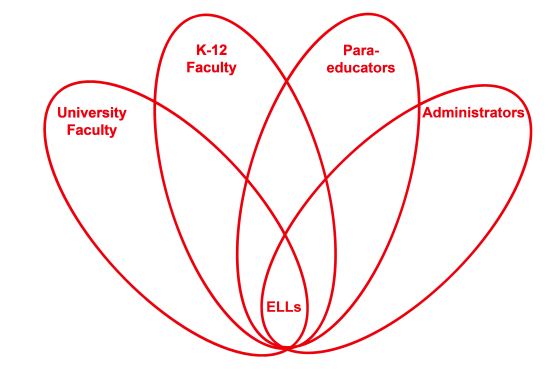 K-12
Faculty
Para-
educators
University
Faculty
Administrators
ELLs